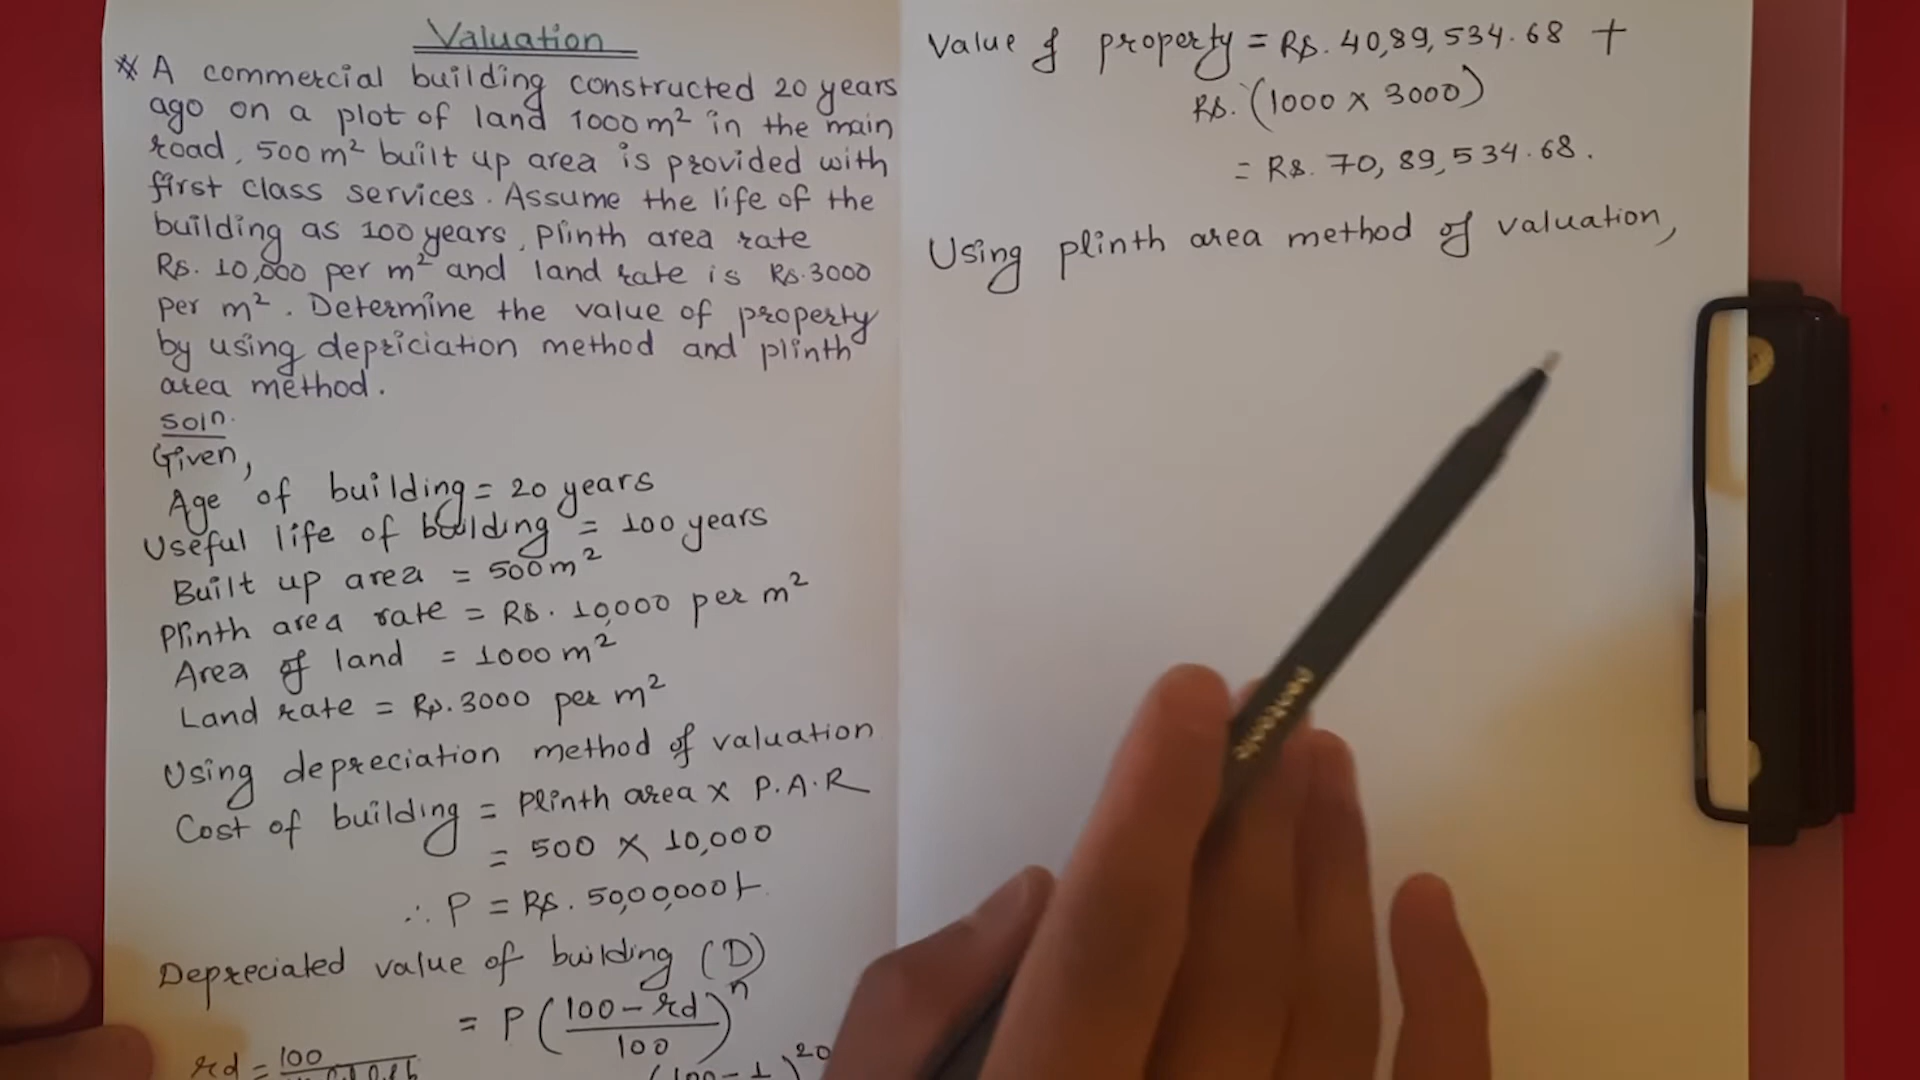 Valuation
* A commercial building constructed 20 years
ago on a plot of land 1000 m² in the main
road, 500 m² built up area is provided with
first class services. Assume the life of the
building as 100 years, Plinth area rate
Rs. 10,000 per m² and land rate is Rs. 3000
per m². Determine the value of property
by using depriciation method and plinth
area method.
Soln.
Given,
Age of building = 20 years
Useful life of building = 100 years
Built up area = 500 m²
Plinth area rate = Rs. 10,000 per m²
Area of land = 1000 m²
Land rate = Rs. 3000 per m²
Using depreciation method of valuation
Cost of building = Plinth area x P.A.R
= 500 x 10,000
∴ P = Rs. 50,00,000/-.
Depreciated value of building (D)
= P((100 - rd)/100)ⁿ
rd = 100
(100-1)²⁰
Value of property = Rs. 40,89,534.68 +
Rs. (1000 x 3000)
= Rs. 70,89,534.68.
Using plinth area method of valuation,